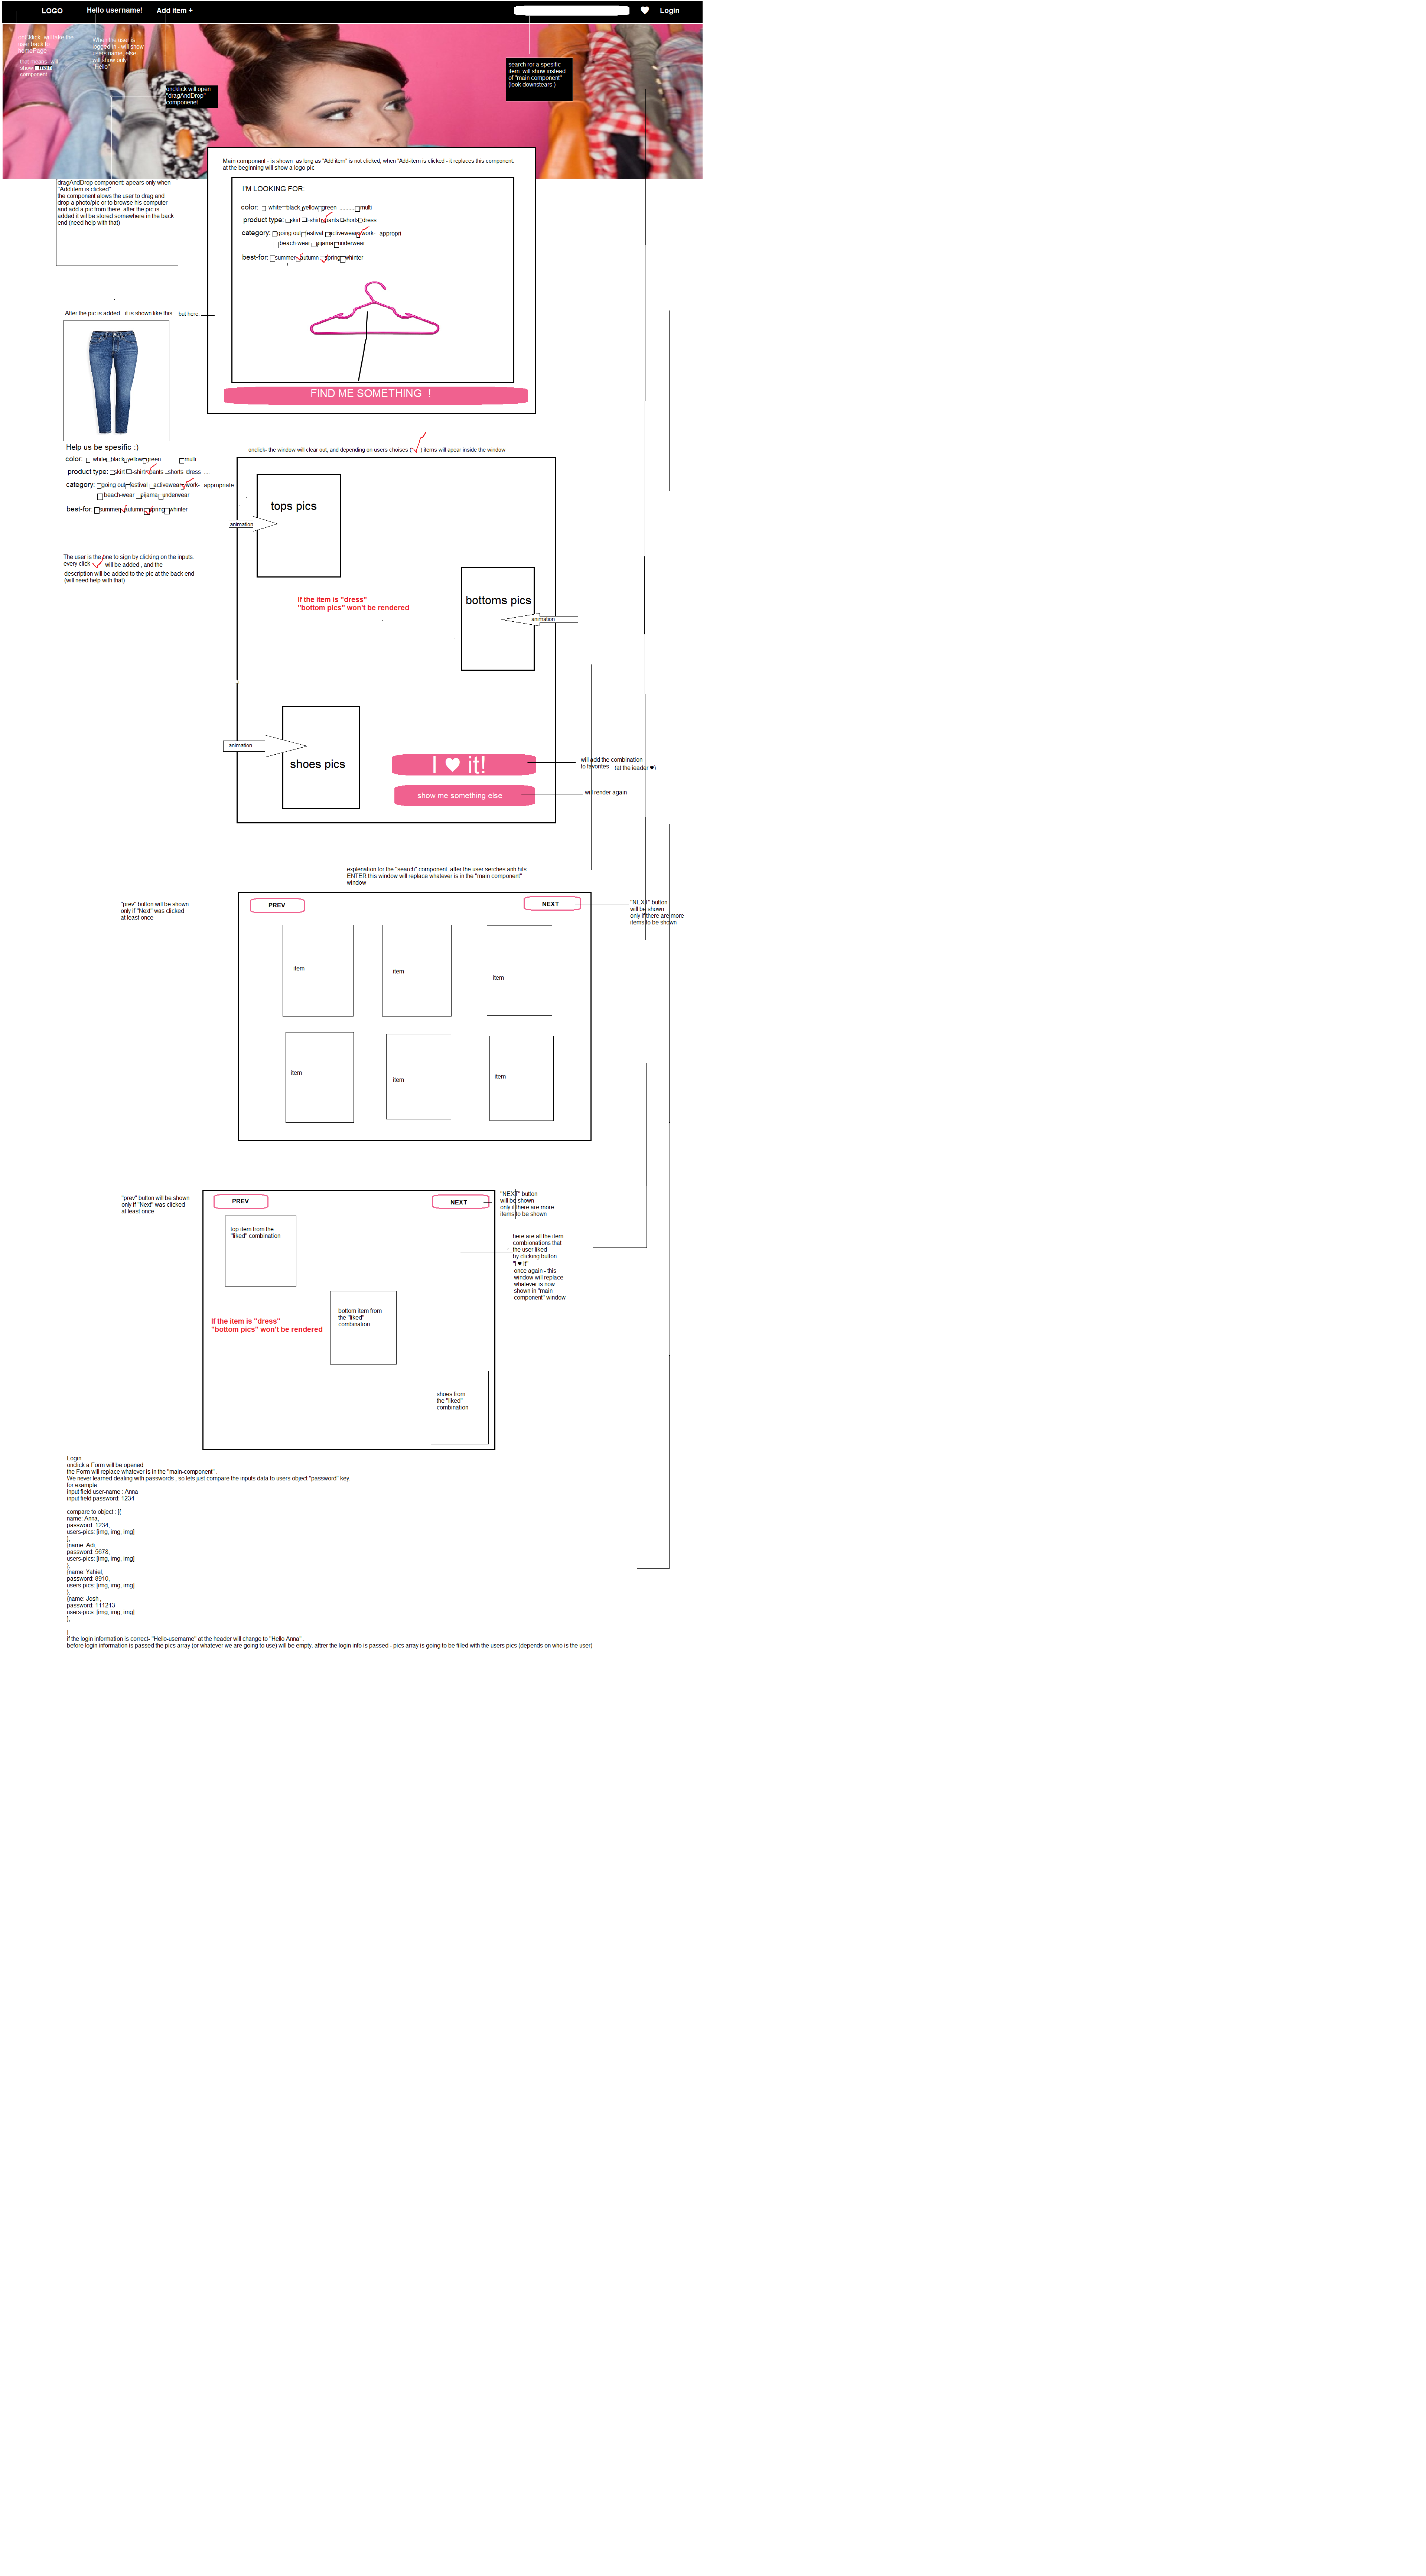 LOGO
Hello username!
Add item +
Login
onCklick- will take the
user back to
homePage
that means- will
show
component
When the user is
logged in - will show
users name, else
will show only
"Hello"
oncktick will open
"dragAndDrop"
componenet
search ror a spesific
item. will show instead
of "main component"
(look downstears )
dragAndDrop component: apears only when
"Add item is clicked"
the component alows the user to drag and
drop a photo/pic or to browse his computer
and add a pic from there. after the pic is
added it wil be stored somewhere in the back
end (need help with that)
Main component - is shown as long as "Add item" is not clicked, when "Add-item is clicked - it replaces this component.
at the beginning will show a logo pic
I'M LOOKING FOR:
color: white black yellow green .......... multi
product type: skirt t-shirts pants shorts dress ....
category: going out festival activewear work- appropri
beach-wear pijama underwear
best-for: summer autumn spring whinter
FIND ME SOMETHING !
After the pic is added - it is shown like this: but here:
Help us be spesific :)
color: white black yellow green .......... multi
product type: skirt t-shirts pants shorts dress ....
category: going out festival activewear work- appropriate
beach-wear pijama underwear
best-for: summer autumn spring whinter
The user is the one to sign by clicking on the inputs.
every click will be added , and the
description will be added to the pic at the back end
(will need help with that)
onclick- the window will clear out, and depending on users choises ( ) items will apear inside the window
tops pics
animation
If the item is "dress"
"bottom pics" won't be rendered
bottoms pics
animation
animation
shoes pics
I ♥ it!
show me something else
will add the combination
to favorites (at the ieader ♥)
will render again
explenation for the "search" component. after the user serches anh hits
ENTER this window will replace whatever is in the "main component"
window
"prev" button will be shown
only if "Next" was clicked
at least once
PREV
NEXT
"NEXT" button
will be shown
only if there are more
items to be shown
item
item
item
item
item
item
"prev" button will be shown
only if "Next" was clicked
at least once
PREV
NEXT
"NEXT" button
will be shown
only if there are more
items to be shown
top item from the
"liked" combination
here are all the item
combionations that
the user liked
by clicking button
"I ♥ it"
once again - this
window will replace
whatever is now
shown in "main
component" window
bottom item from
the "liked"
combination
If the item is "dress"
"bottom pics" won't be rendered
shoes from
the "liked"
combination
Login-
onclick a Form will be opened
the Form will replace whatever is in the "main-component" .
We never learned dealing with passwords , so lets just compare the inputs data to users object "password" key.
for example :
input field user-name : Anna
input field password: 1234
compare to object : [{
name: Anna,
password: 1234,
users-pics: [img, img, img]
},
{name: Adi,
password: 5678,
users-pics: [img, img, img]
},
{name: Yahiel,
password: 8910,
users-pics: [img, img, img]
},
{name: Josh ,
password: 111213
users-pics: [img, img, img]
},
]
if the login information is correct- "Hello-username" at the header will change to "Hello Anna" .
before login information is passed the pics array (or whatever we are going to use) will be empty. aftrer the login info is passed - pics array is going to be filled with the users pics (depends on who is the user)